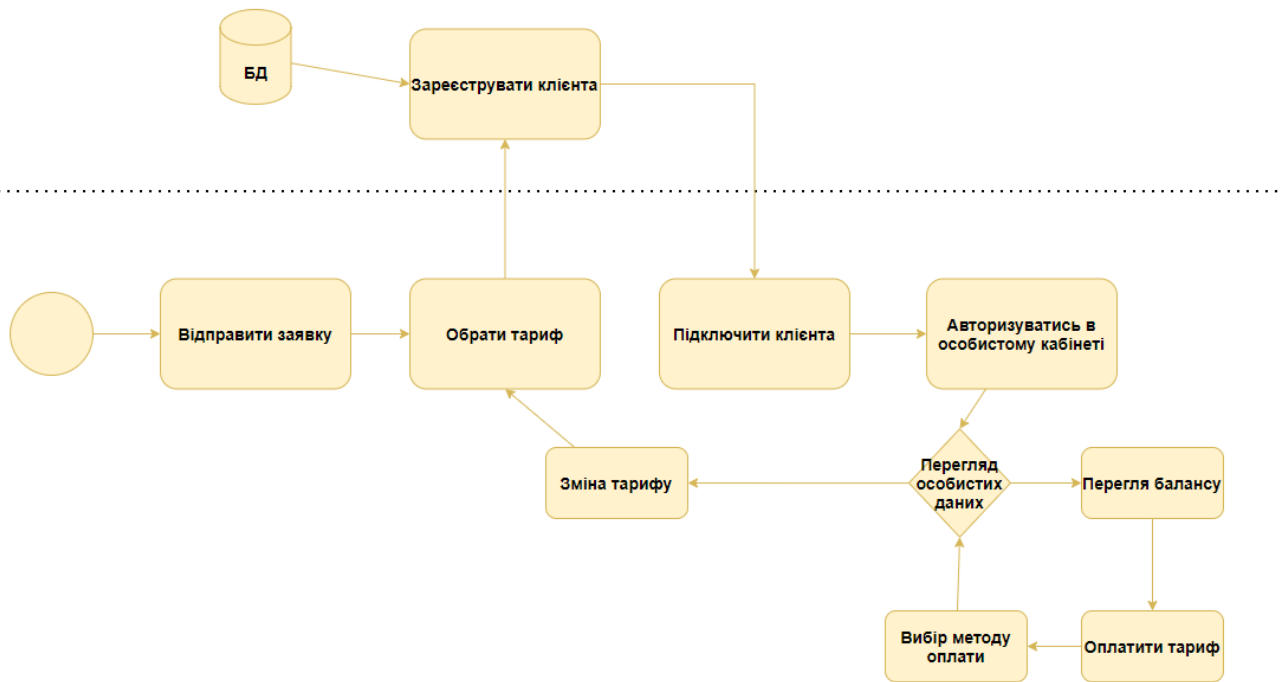 БД
Зареєструвати клієнта
Відправити заявку
Обрати тариф
Підключити клієнта
Авторизуватись в
особистому кабінеті
Зміна тарифу
Перегляд
особистих
даних
Перегля балансу
Вибір методу
оплати
Оплатити тариф